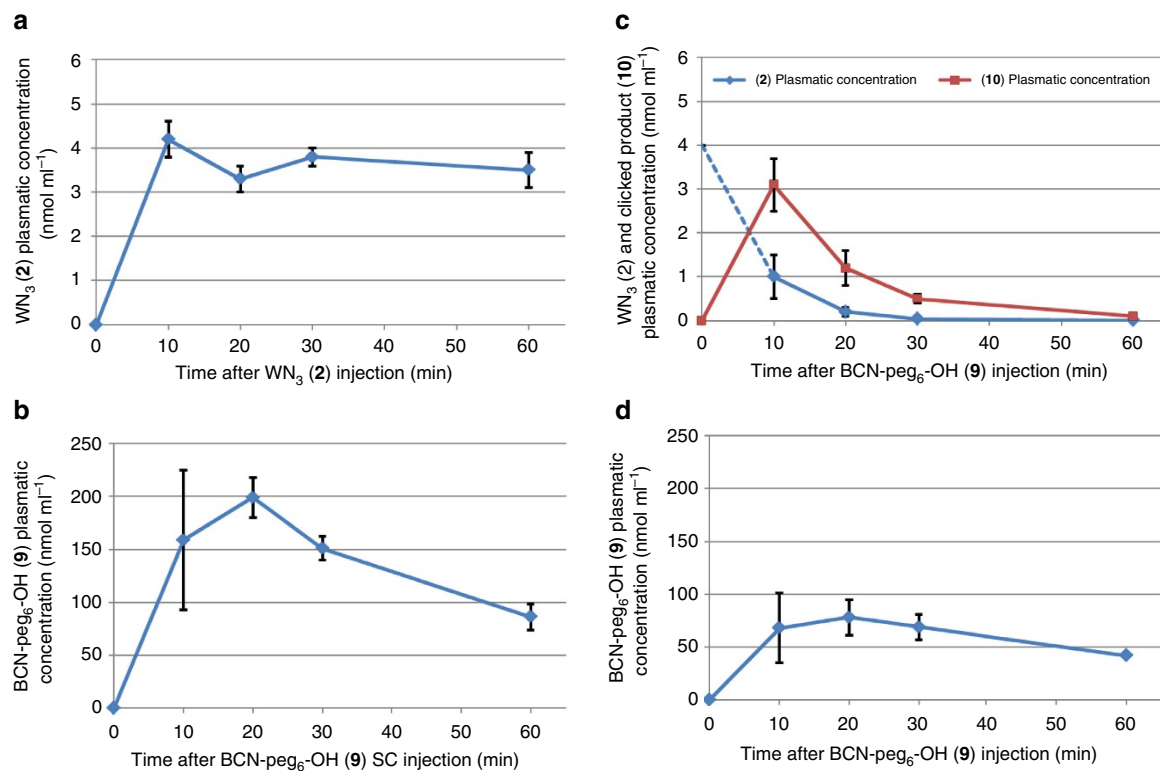 a
WN₃ (2) plasmatic concentration
(nmol ml⁻¹)
6
5
4
3
2
1
0
0 10 20 30 40 50 60
Time after WN₃ (2) injection (min)
b
BCN-peg₆-OH (9) plasmatic
concentration (nmol ml⁻¹)
250
200
150
100
50
0
0 10 20 30 40 50 60
Time after BCN-peg₆-OH (9) SC injection (min)
c
WN₃ (2) and clicked product (10)
plasmatic concentration (nmol ml⁻¹)
(2) Plasmatic concentration (10) Plasmatic concentration
6
5
4
3
2
1
0
0 10 20 30 40 50 60
Time after BCN-peg₆-OH (9) injection (min)
d
BCN-peg₆-OH (9) plasmatic
concentration (nmol ml⁻¹)
250
200
150
100
50
0
0 10 20 30 40 50 60
Time after BCN-peg₆-OH (9) injection (min)